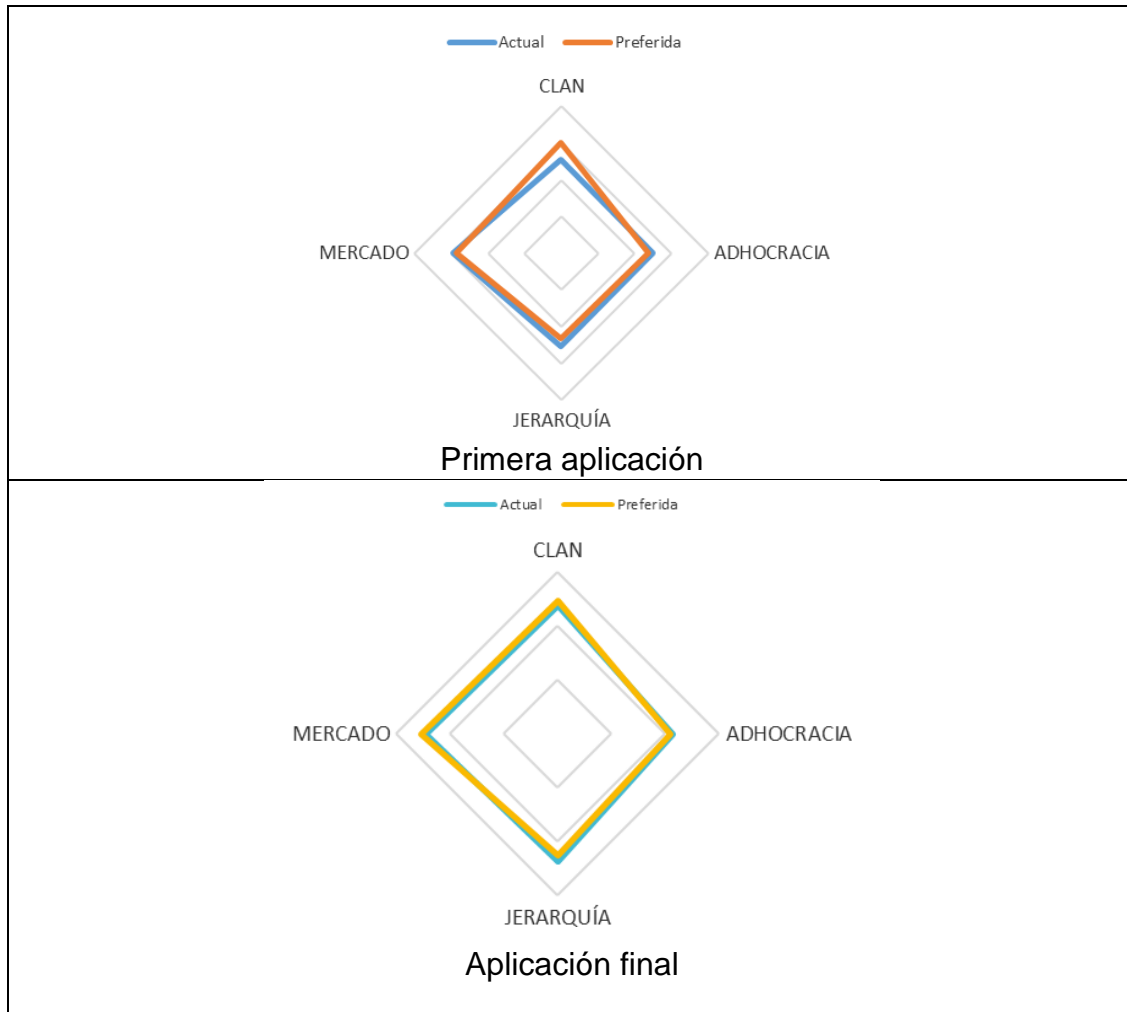 Actual Preferida
CLAN
MERCADO ADHOCRACIA
JERARQUÍA
Primera aplicación
Actual Preferida
CLAN
MERCADO ADHOCRACIA
JERARQUÍA
Aplicación final